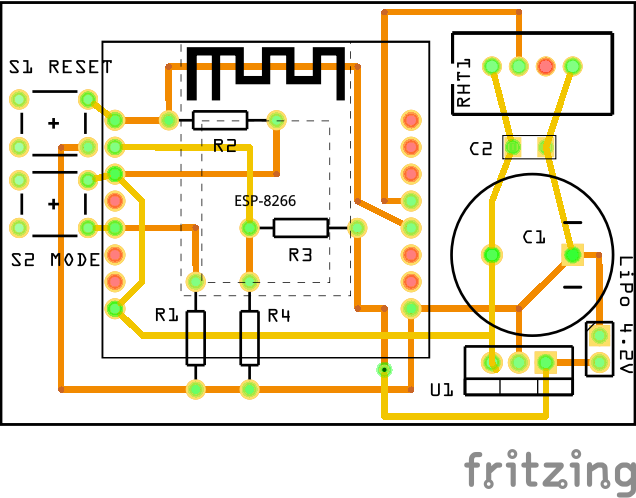 S1 RESET
RHT1
R2
C2
ESP-8266
C1
R3
S2 MODE
LiPo 4.2V
R1
R4
U1
fritzing